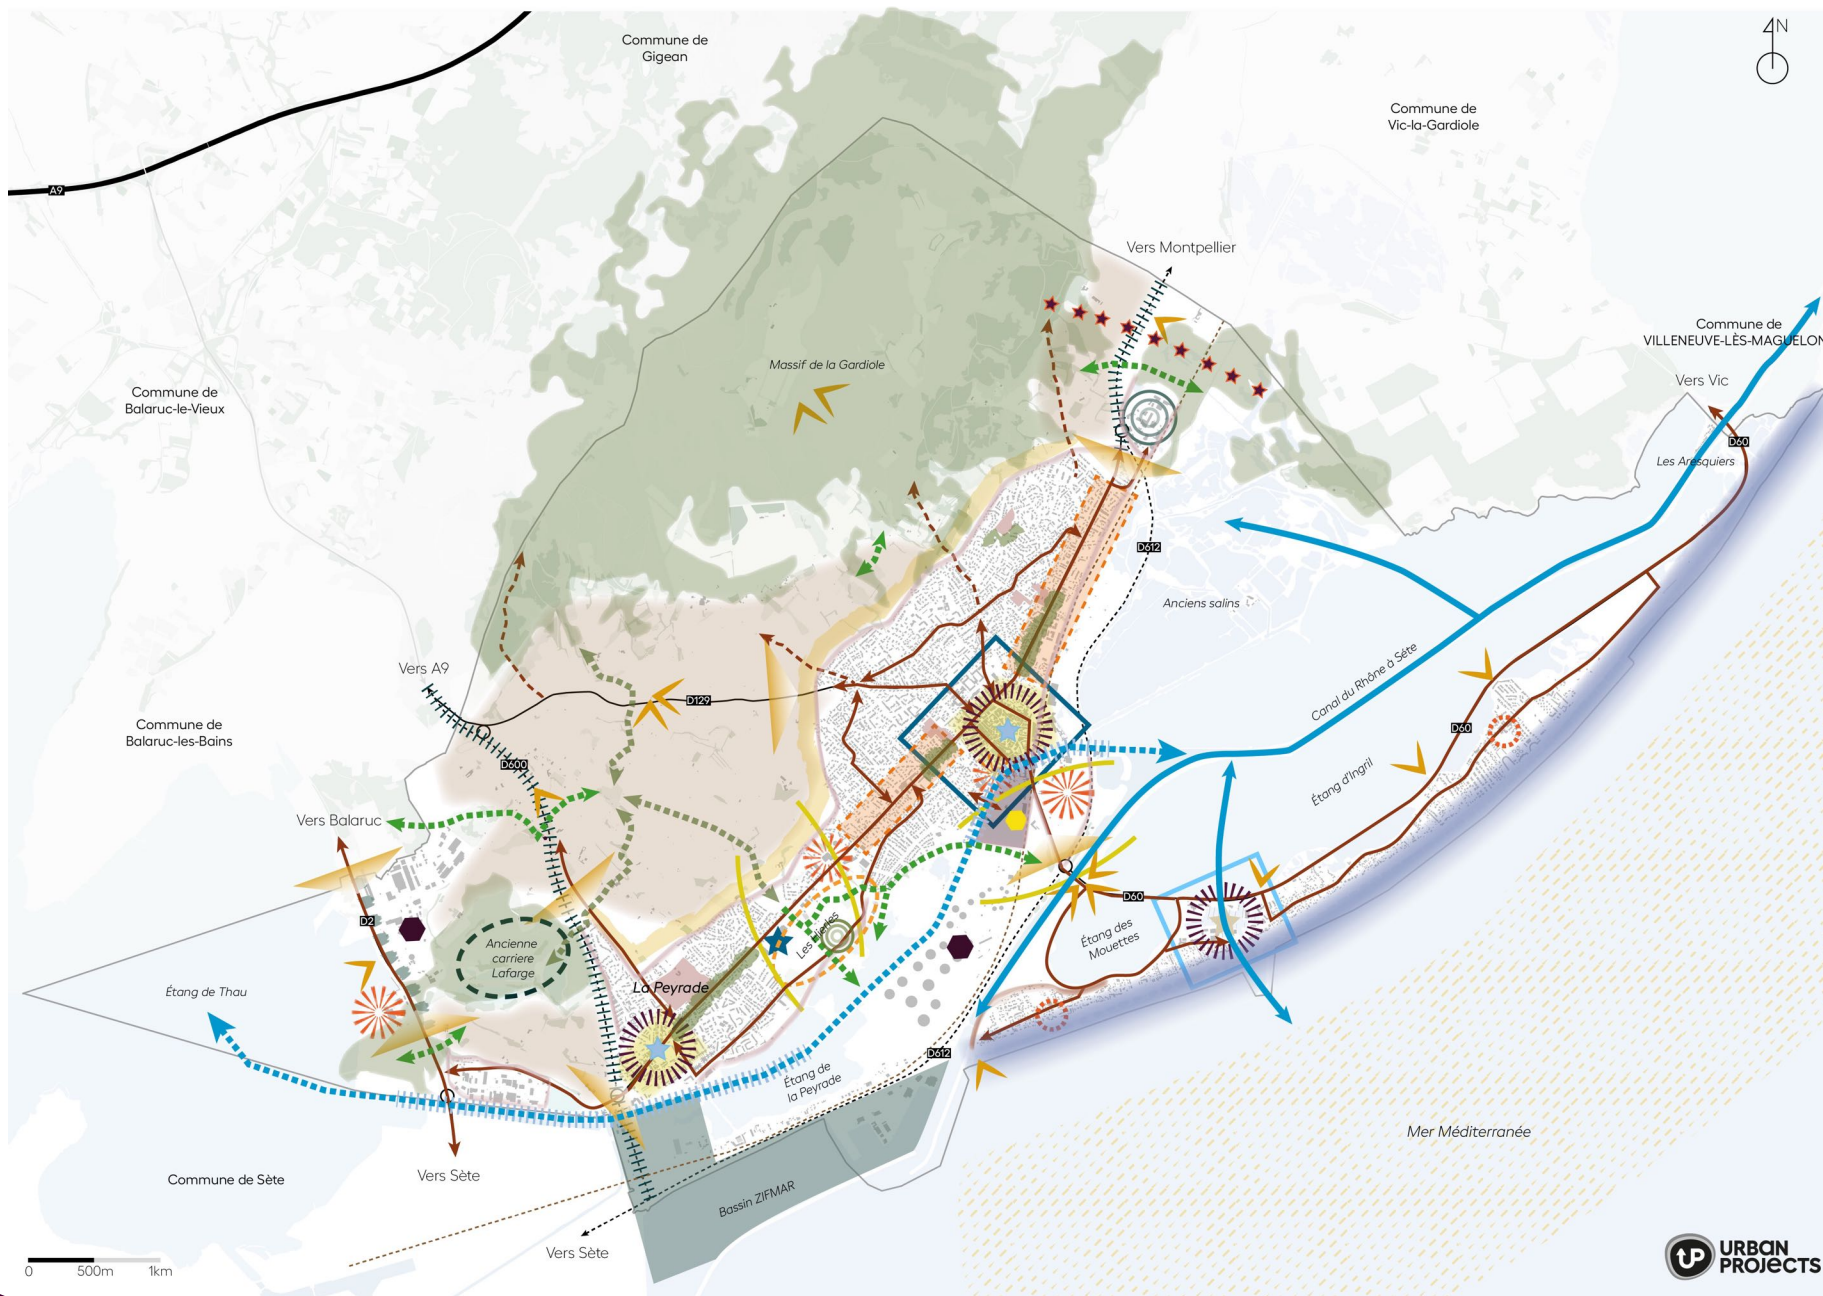 Commune de
Gigean
N
Commune de
Vic-la-Gardiole
A9
Vers Montpellier
Commune de
VILLENEUVE-LÈS-MAGUELON
Massif de la Gardiole
Vers Vic
Commune de
Balaruc-le-Vieux
D60
Les Aresquiers
D612
Anciens salins
Vers A9
Canal du Rhône à Sète
D129
Commune de
Balaruc-les-Bains
D60
D600
Étang d'Ingril
Vers Balaruc
D60
D2
Les Hierles
Étang des
Mouettes
Ancienne
carriere
Lafarge
La Peyrade
Étang de Thau
D612
Étang de
la Peyrade
Mer Méditerranée
Vers Sète
Commune de Sète
Bassin ZIFMAR
Vers Sète
0 500m 1km
UP URBAN
PROJECTS